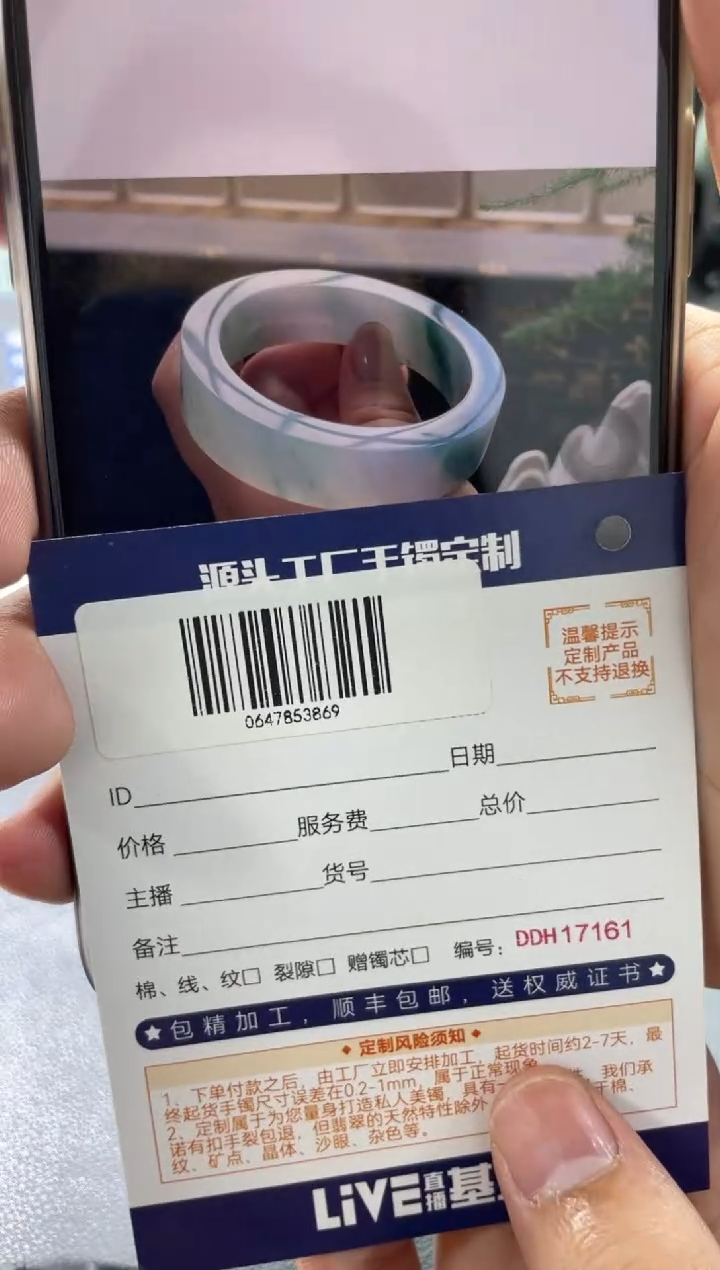 源头工厂手镯定制
0647853869
温馨提示
定制产品
不支持退换
ID 日期
价格 服务费 总价
主播 货号
备注
棉、线、纹□ 裂隙□ 赠镯芯□ 编号: DDH17161
包精加工,顺丰包邮,送权威证书
定制风险须知
1、下单付款之后,由工厂立即安排加工,起货时间约2-7天,最
终起货手镯尺寸误差在0.2-1mm,属于正常现象
2、定制属于为您量身打造私人美镯,具有 我们承
诺有扣手裂包退,但翡翠的天然特性除外 棉、
纹、矿点、晶体、沙眼、杂色等。
LiVE直播基